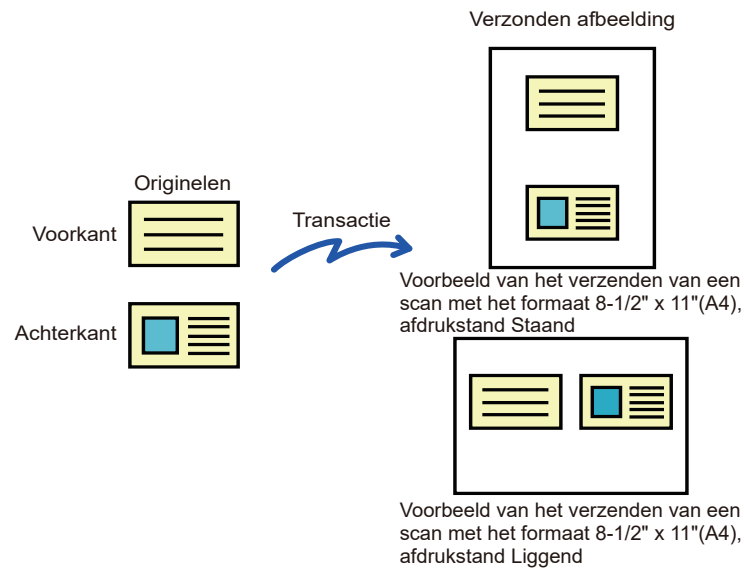 Verzonden afbeelding
Originelen
Voorkant
Transactie
Achterkant
Voorbeeld van het verzenden van een
scan met het formaat 8-1/2" x 11"(A4),
afdrukstand Staand
Voorbeeld van het verzenden van een
scan met het formaat 8-1/2" x 11"(A4),
afdrukstand Liggend